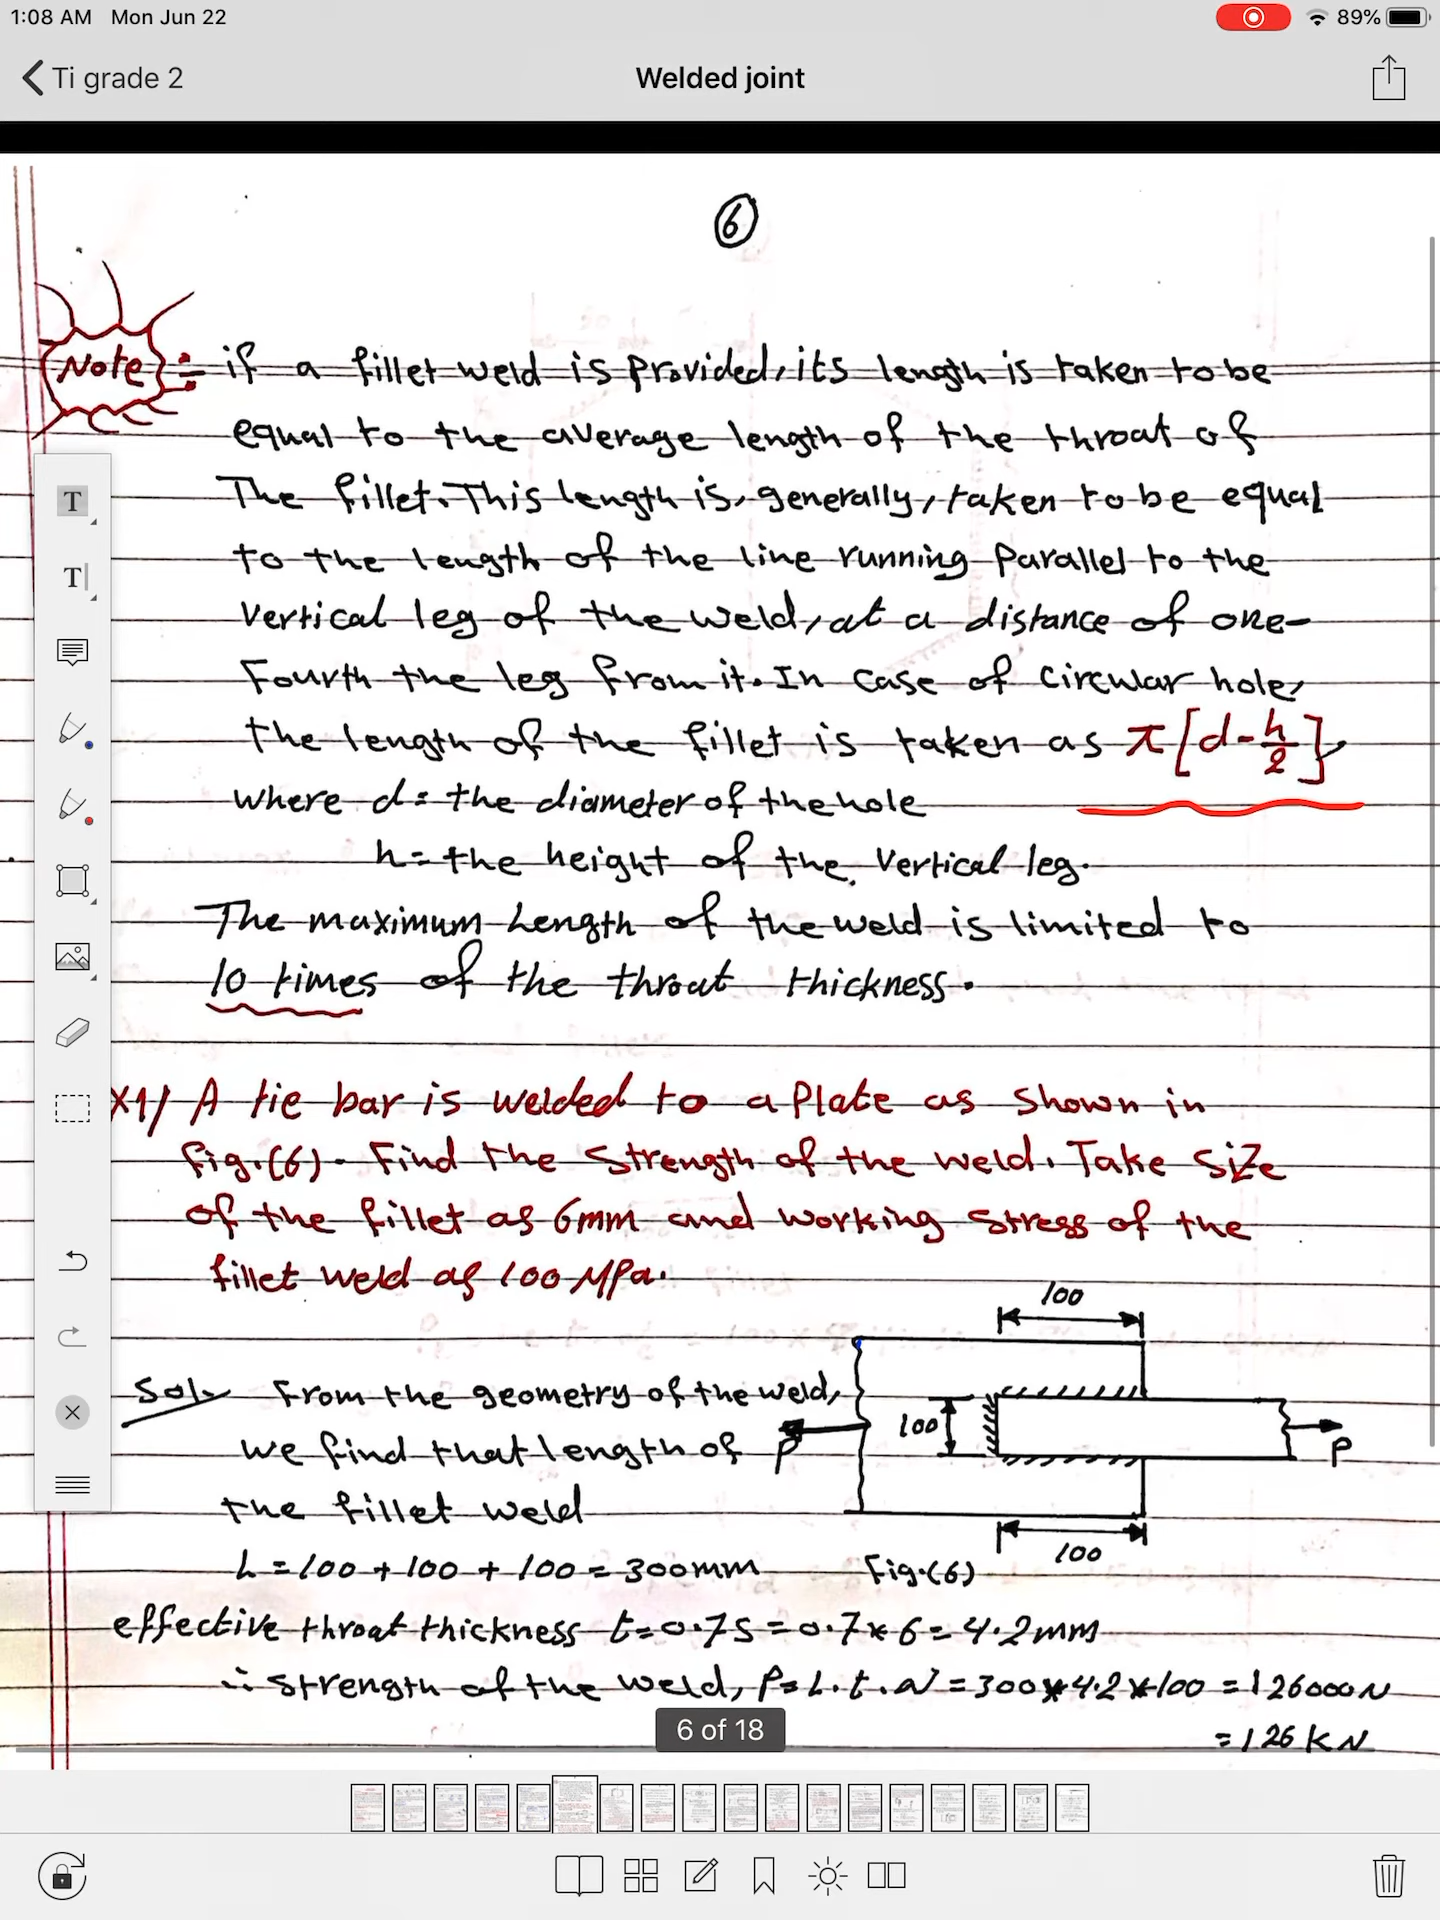 1:08 AM Mon Jun 22
89%
Ti grade 2
Welded joint
6
Note:- if a fillet weld is provided, its length is taken to be
equal to the average length of the throat of
The fillet. This length is, generally, taken to be equal
to the length of the line running parallel to the
vertical leg of the weld, at a distance of one-
Fourth the leg from it. In case of circular hole,
the length of the fillet is taken as π[d-h/2],
where d = the diameter of the hole
h = the height of the vertical leg.
The maximum Length of the weld is limited to
10 times of the throat thickness.
X1/ A tie bar is welded to a Plate as shown in
fig.(6). Find the strength of the weld. Take size
of the fillet as 6mm and working stress of the
fillet weld as 100 MPa.
100
Sol. From the geometry of the weld,
100
we find that length of
P
P
the fillet weld
100
L = 100 + 100 + 100 = 300mm
Fig.(6)
effective throat thickness t=0.7S=0.7*6=4.2mm
∴ strength of the weld, P=L.t. =300*4.2*100 = 126000N
= 126 KN
6 of 18
T
T